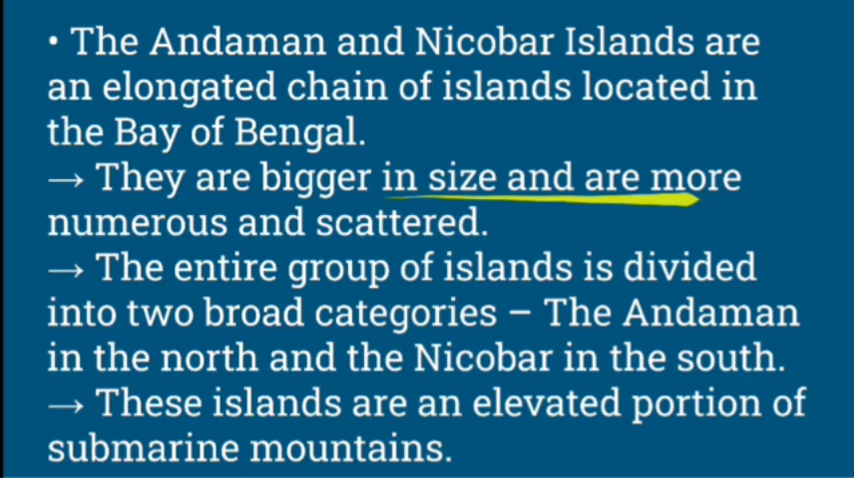 • The Andaman and Nicobar Islands are
an elongated chain of islands located in
the Bay of Bengal.
→ They are bigger in size and are more
numerous and scattered.
→ The entire group of islands is divided
into two broad categories – The Andaman
in the north and the Nicobar in the south.
→ These islands are an elevated portion of
submarine mountains.